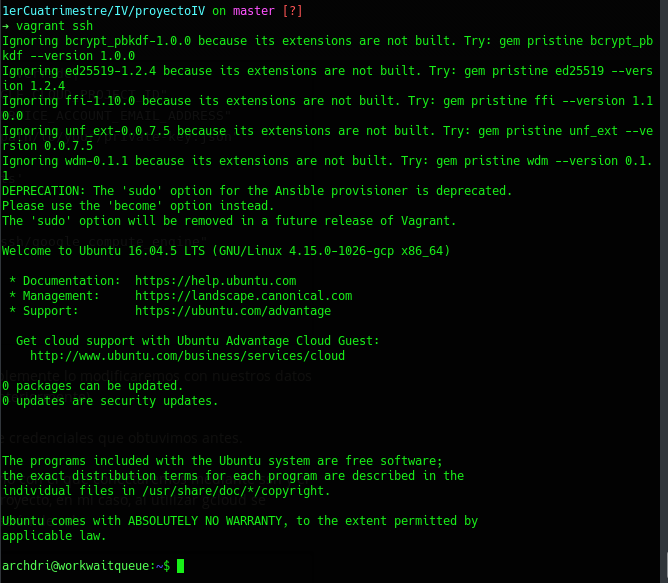 1erCuatrimestre/IV/proyectoIV on master [?]
→ vagrant ssh
Ignoring bcrypt_pbkdf-1.0.0 because its extensions are not built. Try: gem pristine bcrypt_pb
kdf --version 1.0.0
Ignoring ed25519-1.2.4 because its extensions are not built. Try: gem pristine ed25519 --vers
ion 1.2.4
Ignoring ffi-1.10.0 because its extensions are not built. Try: gem pristine ffi --version 1.1
0.0
Ignoring unf_ext-0.0.7.5 because its extensions are not built. Try: gem pristine unf_ext --ve
rsion 0.0.7.5
Ignoring wdm-0.1.1 because its extensions are not built. Try: gem pristine wdm --version 0.1.
1
DEPRECATION: The 'sudo' option for the Ansible provisioner is deprecated.
Please use the 'become' option instead.
The 'sudo' option will be removed in a future release of Vagrant.

Welcome to Ubuntu 16.04.5 LTS (GNU/Linux 4.15.0-1026-gcp x86_64)

 * Documentation:  https://help.ubuntu.com
 * Management:     https://landscape.canonical.com
 * Support:        https://ubuntu.com/advantage

  Get cloud support with Ubuntu Advantage Cloud Guest:
    http://www.ubuntu.com/business/services/cloud

0 packages can be updated.
0 updates are security updates.

The programs included with the Ubuntu system are free software;
the exact distribution terms for each program are described in the
individual files in /usr/share/doc/*/copyright.

Ubuntu comes with ABSOLUTELY NO WARRANTY, to the extent permitted by
applicable law.

archdri@workwaitqueue:~$